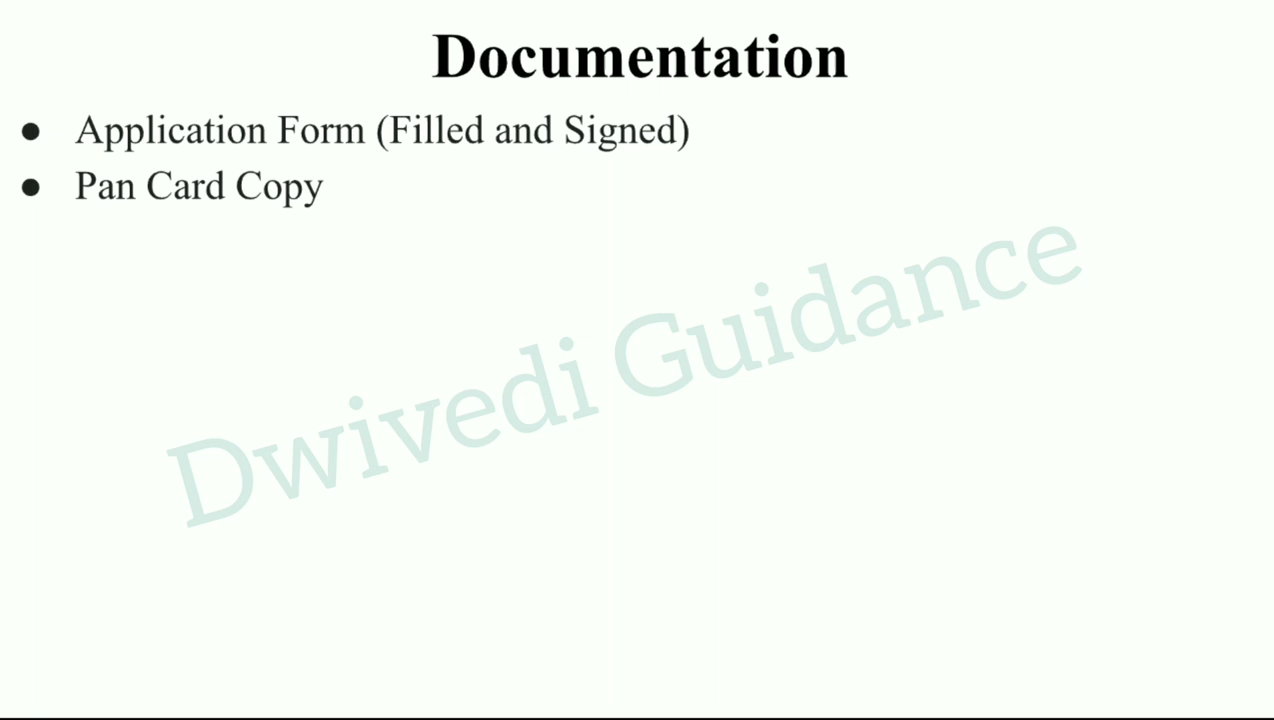 Documentation
● Application Form (Filled and Signed)
● Pan Card Copy
Dwivedi Guidance